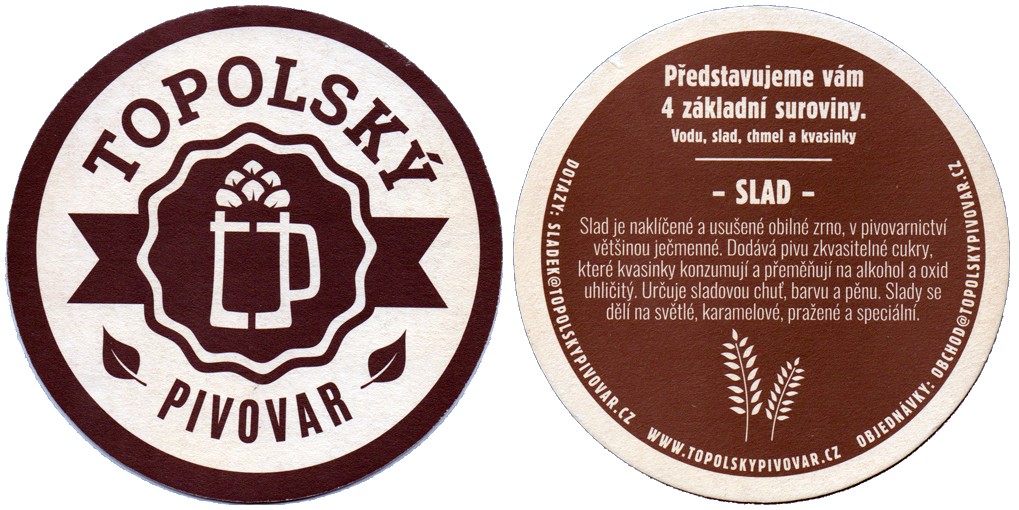 TOPOLSKÝ
PIVOVAR
Představujeme vám
4 základní suroviny.
Vodu, slad, chmel a kvasinky
– SLAD –
Slad je naklíčené a usušené obilné zrno, v pivovarnictví
většinou ječmenné. Dodává pivu zkvasitelné cukry,
které kvasinky konzumují a přeměňují na alkohol a oxid
uhličitý. Určuje sladovou chuť, barvu a pěnu. Slady se
dělí na světlé, karamelové, pražené a speciální.
DOTAZY: SLADEK@TOPOLSKYPIVOVAR.CZ
WWW.TOPOLSKYPIVOVAR.CZ
OBJEDNÁVKY: OBCHOD@TOPOLSKYPIVOVAR.CZ